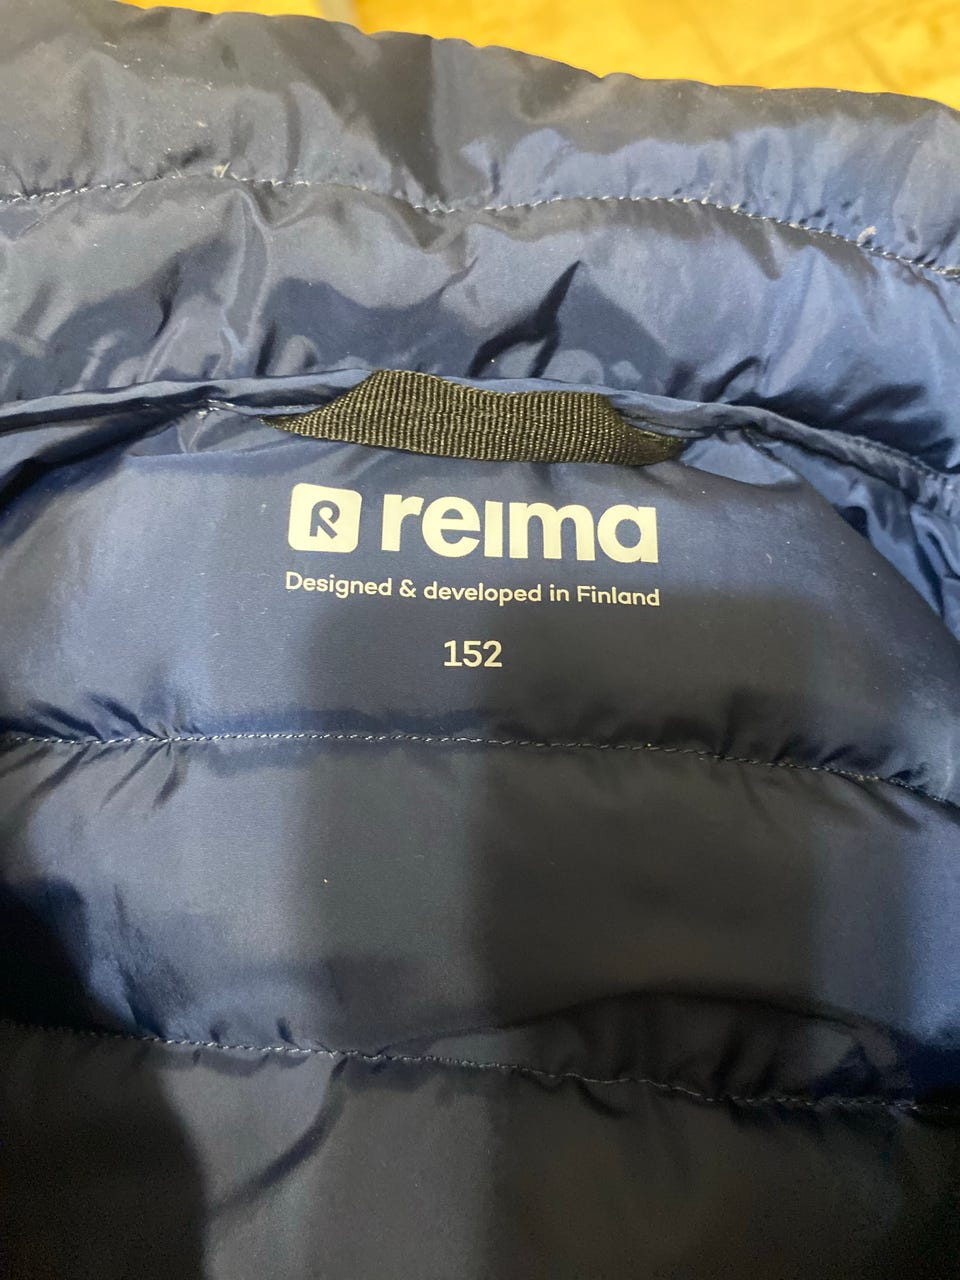 reima
Designed & developed in Finland
152